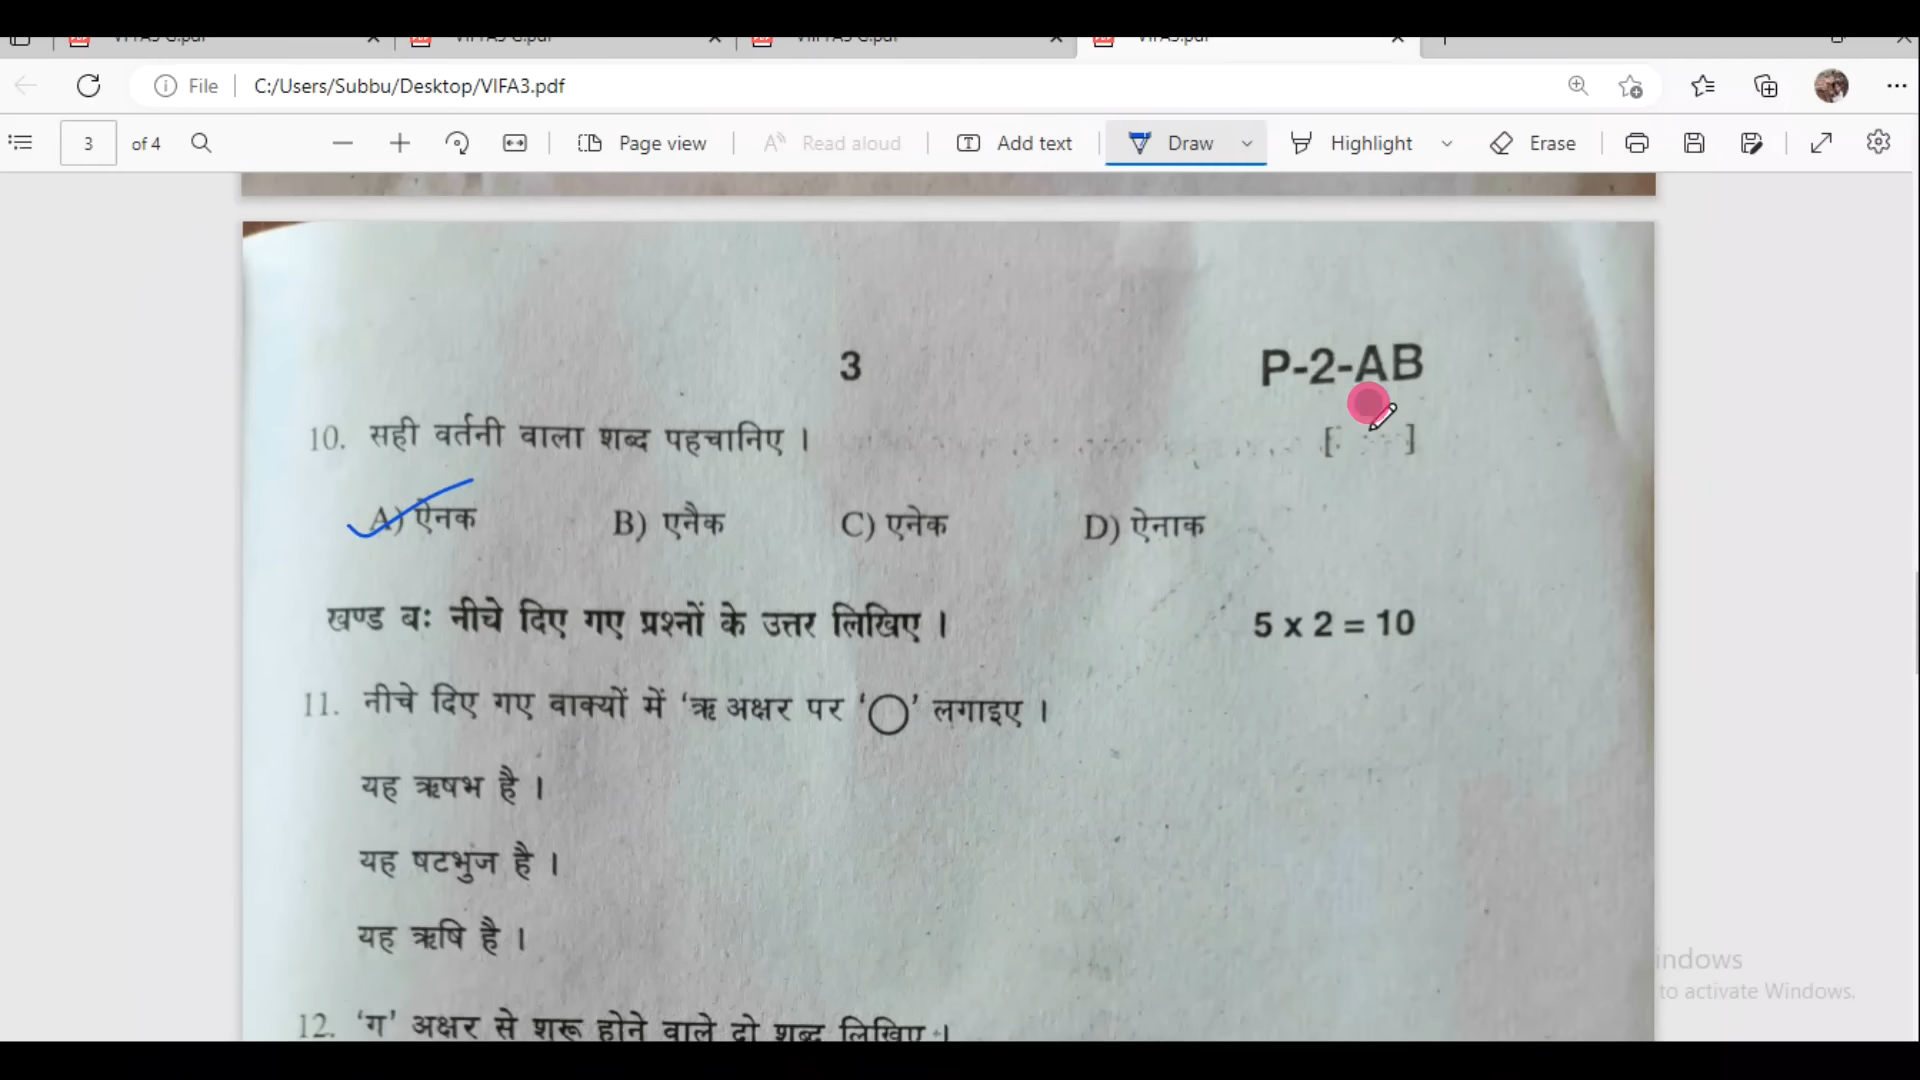 File C:/Users/Subbu/Desktop/VIFA3.pdf
3 of 4 Page view Read aloud Add text Draw Highlight Erase
3 P-2-AB
10. सही वर्तनी वाला शब्द पहचानिए । [ ]
A) ऐनक B) एनैक C) एनेक D) ऐनाक
खण्ड बः नीचे दिए गए प्रश्नों के उत्तर लिखिए । 5 x 2 = 10
11. नीचे दिए गए वाक्यों में ‘ऋ अक्षर पर ‘◯’ लगाइए ।
यह ऋषभ है ।
यह षटभुज है ।
यह ऋषि है ।
indows
to activate Windows.
12. ‘ग’ अक्षर से शुरू होने वाले दो शब्द लिखिए ।